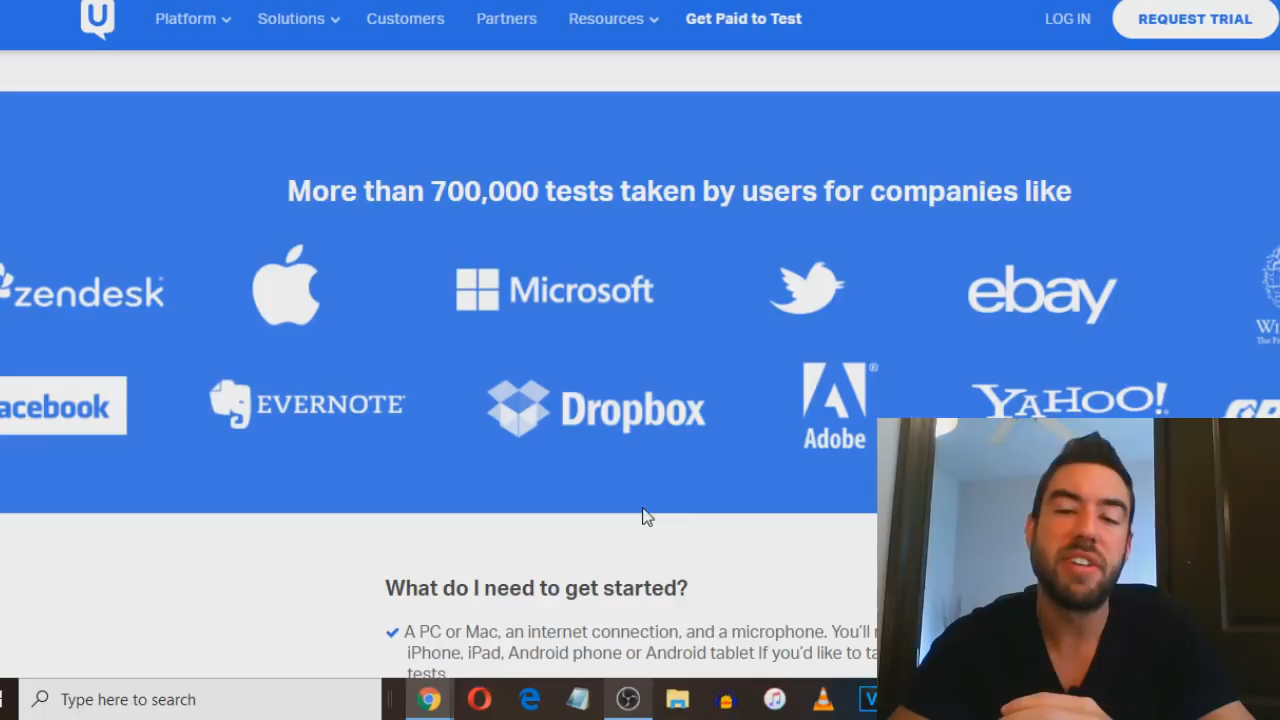 U
Platform
Solutions
Customers
Partners
Resources
Get Paid to Test
LOG IN
REQUEST TRIAL
More than 700,000 tests taken by users for companies like
zendesk
Microsoft
ebay
acebook
EVERNOTE
Dropbox
Adobe
YAHOO!
What do I need to get started?
A PC or Mac, an internet connection, and a microphone. You'll
iPhone, iPad, Android phone or Android tablet If you'd like to ta
tests
Type here to search